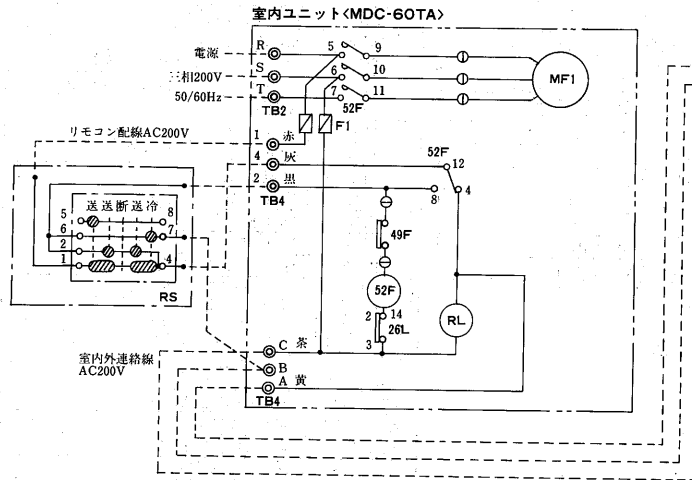 室内ユニット<MDC-60TA>
電源 R 5 9
三相200V S 6 10
50/60Hz T 7 11
TB2 52F
MF1
F1
リモコン配線AC200V 1 赤
4 灰
2 黒
TB4
52F 12
8 4
送送断送冷
5 8
6 7
2
1 4
RS
49F
52F
2 14
26L
3
RL
C 茶
室内外連絡線
AC200V
B
A 黄
TB4